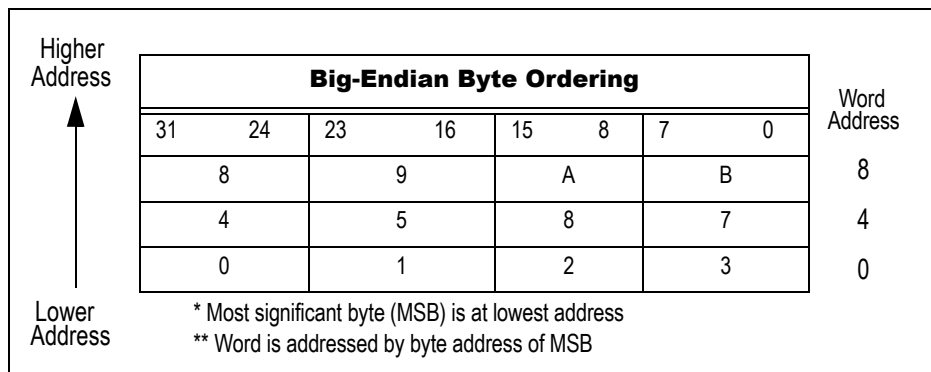 Higher
Address
Big-Endian Byte Ordering
Word
Address
31 24 23 16 15 8 7 0
8 9 A B 8
4 5 8 7 4
0 1 2 3 0
Lower
Address
* Most significant byte (MSB) is at lowest address
** Word is addressed by byte address of MSB